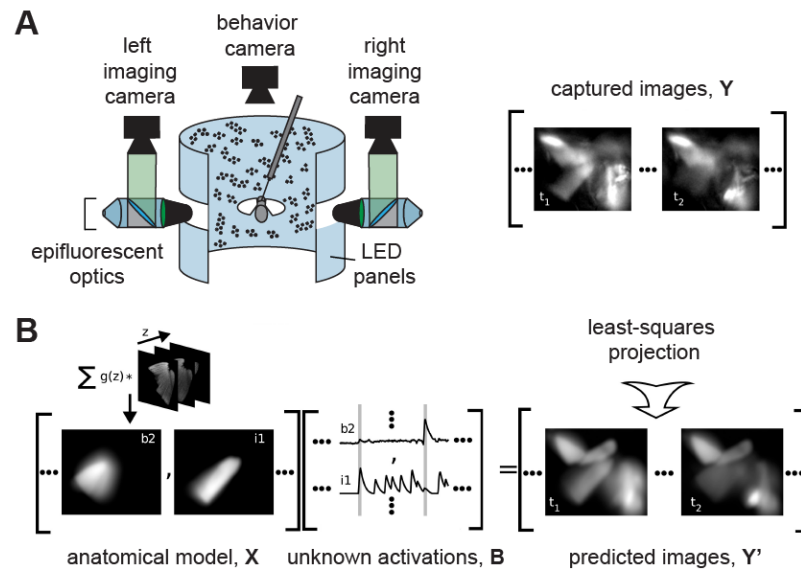 A
behavior
camera
left
imaging
camera
right
imaging
camera
epifluorescent
optics
LED
panels
captured images, Y
[
•••
t1
•••
t2
•••
]
B
z
∑ g(z)*
least-squares
projection
[
•••
b2
,
i1
•••
]
[
•••
b2
•••
,
•••
i1
•••
•••
]
=
[
•••
t1
•••
t2
•••
]
anatomical model, X
unknown activations, B
predicted images, Y’